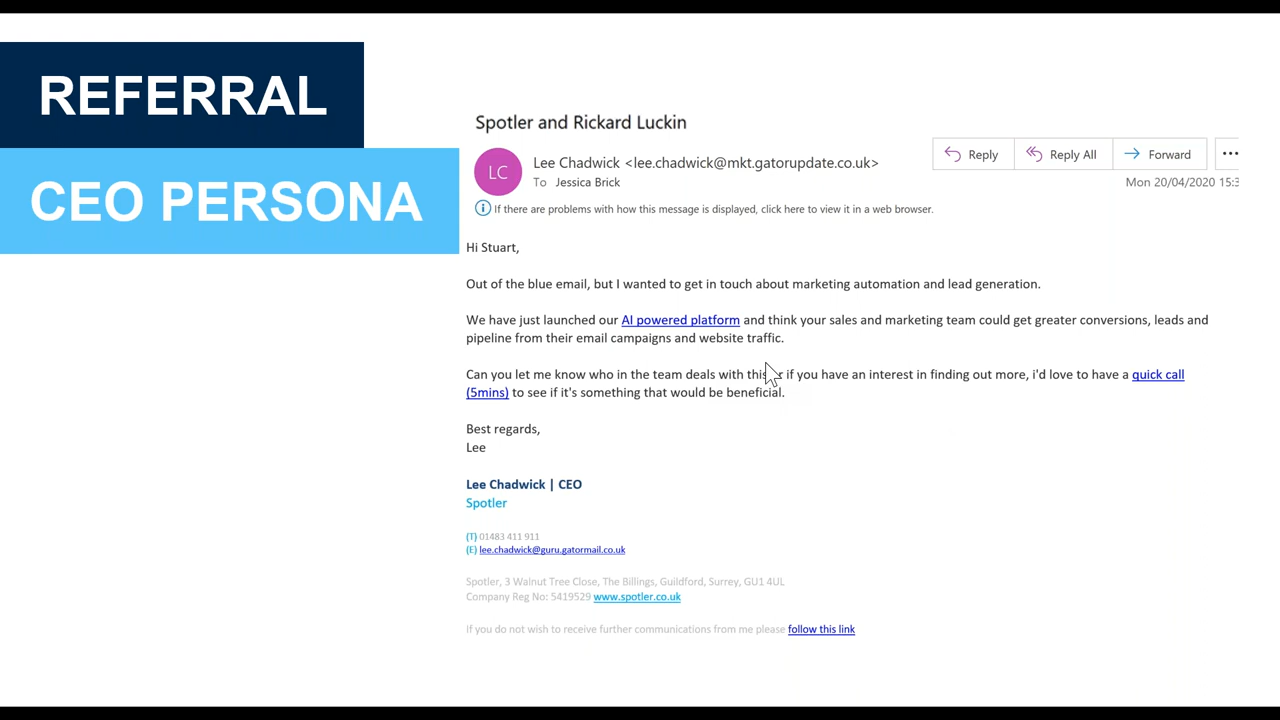 REFERRAL
CEO PERSONA
Spotler and Rickard Luckin
LC
Lee Chadwick <lee.chadwick@mkt.gatorupdate.co.uk>
To Jessica Brick
Reply
Reply All
Forward
...
Mon 20/04/2020 15:3
If there are problems with how this message is displayed, click here to view it in a web browser.
Hi Stuart,
Out of the blue email, but I wanted to get in touch about marketing automation and lead generation.
We have just launched our AI powered platform and think your sales and marketing team could get greater conversions, leads and
pipeline from their email campaigns and website traffic.
Can you let me know who in the team deals with this if you have an interest in finding out more, i'd love to have a quick call
(5mins) to see if it's something that would be beneficial.
Best regards,
Lee
Lee Chadwick | CEO
Spotler
(T) 01483 411 911
(E) lee.chadwick@guru.gatormail.co.uk
Spotler, 3 Walnut Tree Close, The Billings, Guildford, Surrey, GU1 4UL
Company Reg No: 5419529 www.spotler.co.uk
If you do not wish to receive further communications from me please follow this link